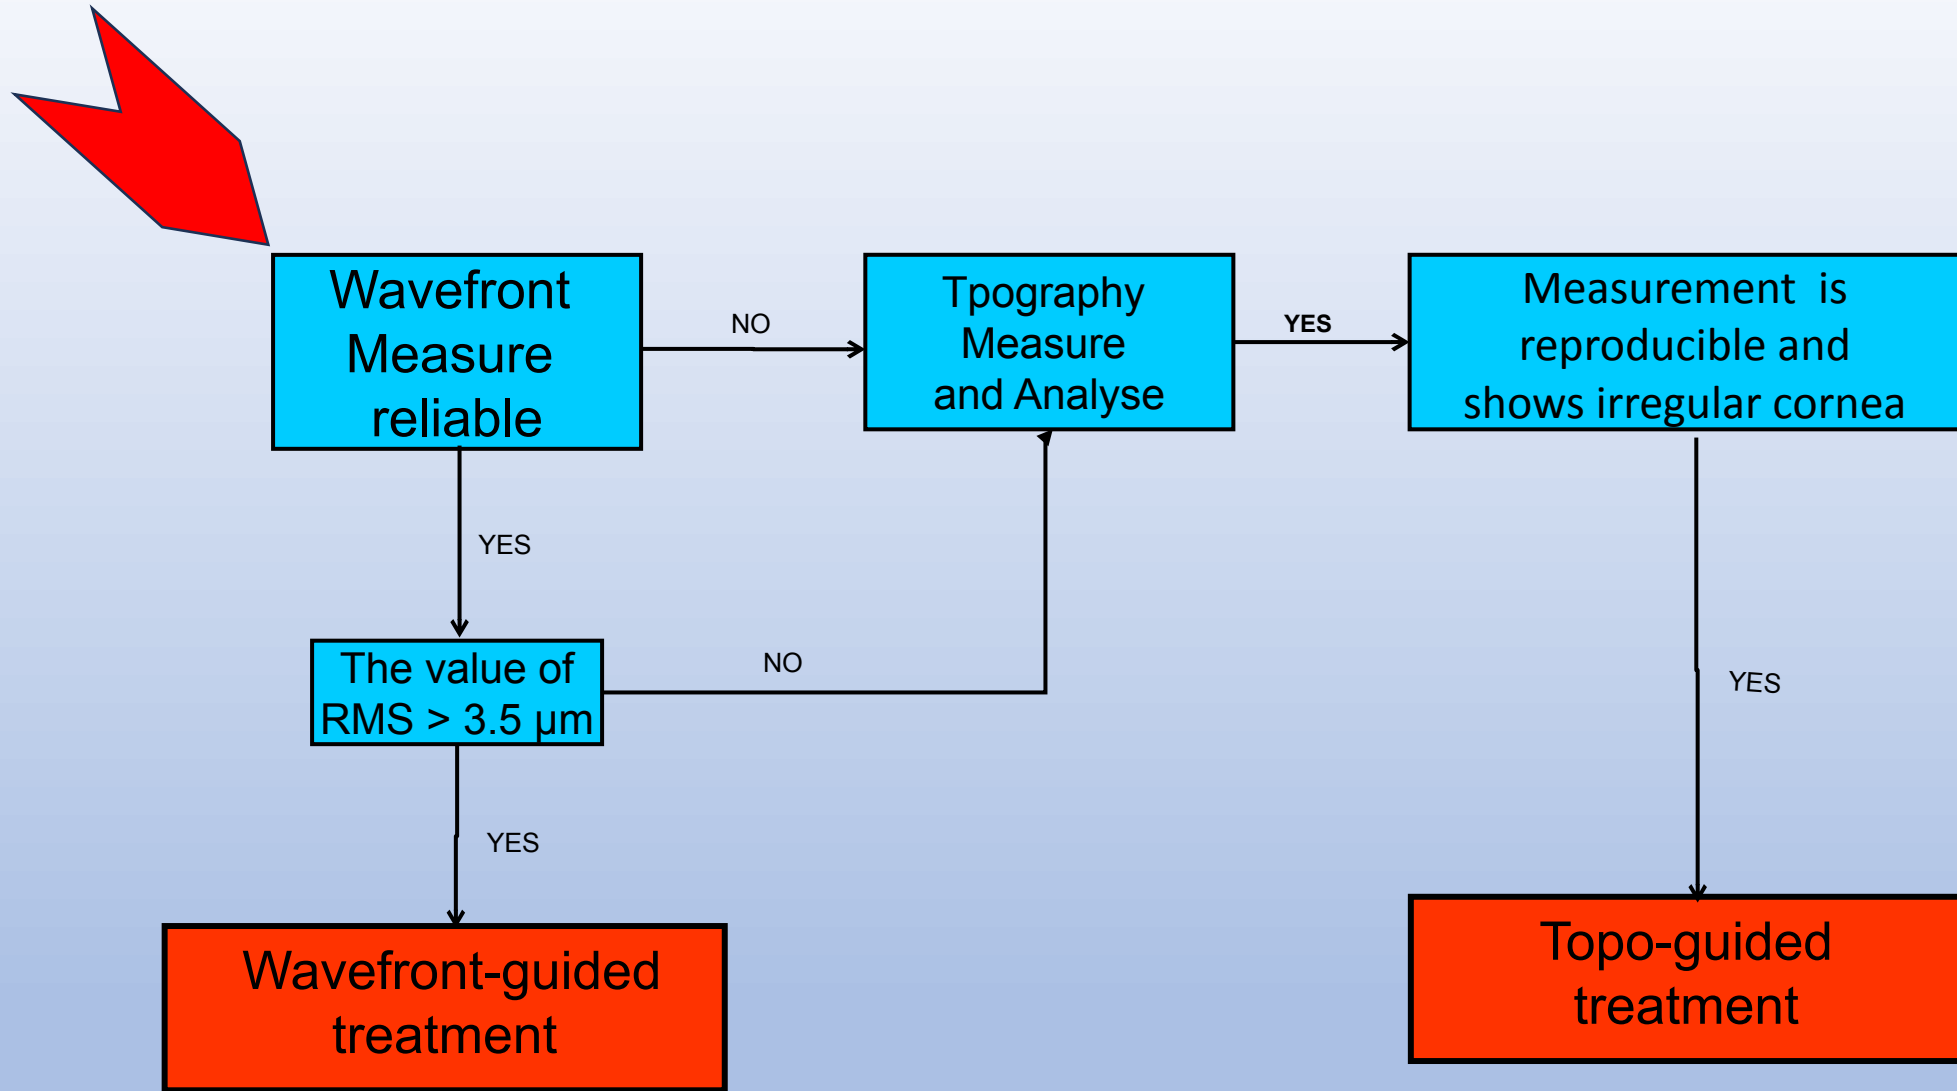 Wavefront
Measure
reliable
NO
Tpography
Measure
and Analyse
YES
Measurement  is
reproducible and
shows irregular cornea
YES
The value of
RMS > 3.5 µm
NO
YES
YES
Wavefront-guided
treatment
Topo-guided
treatment